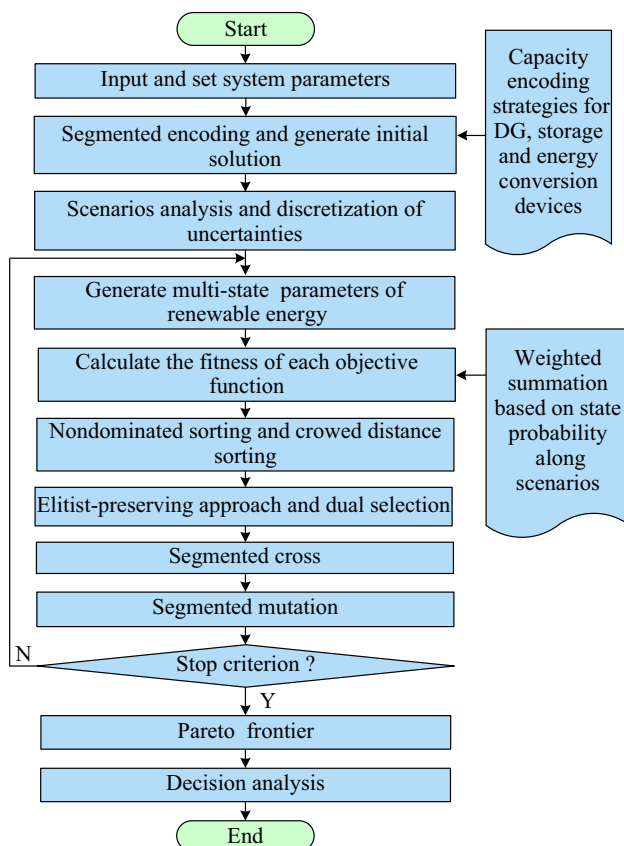 Start
Input and set system parameters
Segmented encoding and generate initial
solution
Capacity
encoding
strategies for
DG, storage
and energy
conversion
devices
Scenarios analysis and discretization of
uncertainties
Generate multi-state parameters of
renewable energy
Calculate the fitness of each objective
function
Weighted
summation
based on state
probability
along
scenarios
Nondominated sorting and crowed distance
sorting
Elitist-preserving approach and dual selection
Segmented cross
Segmented mutation
N
Stop criterion ?
Y
Pareto frontier
Decision analysis
End